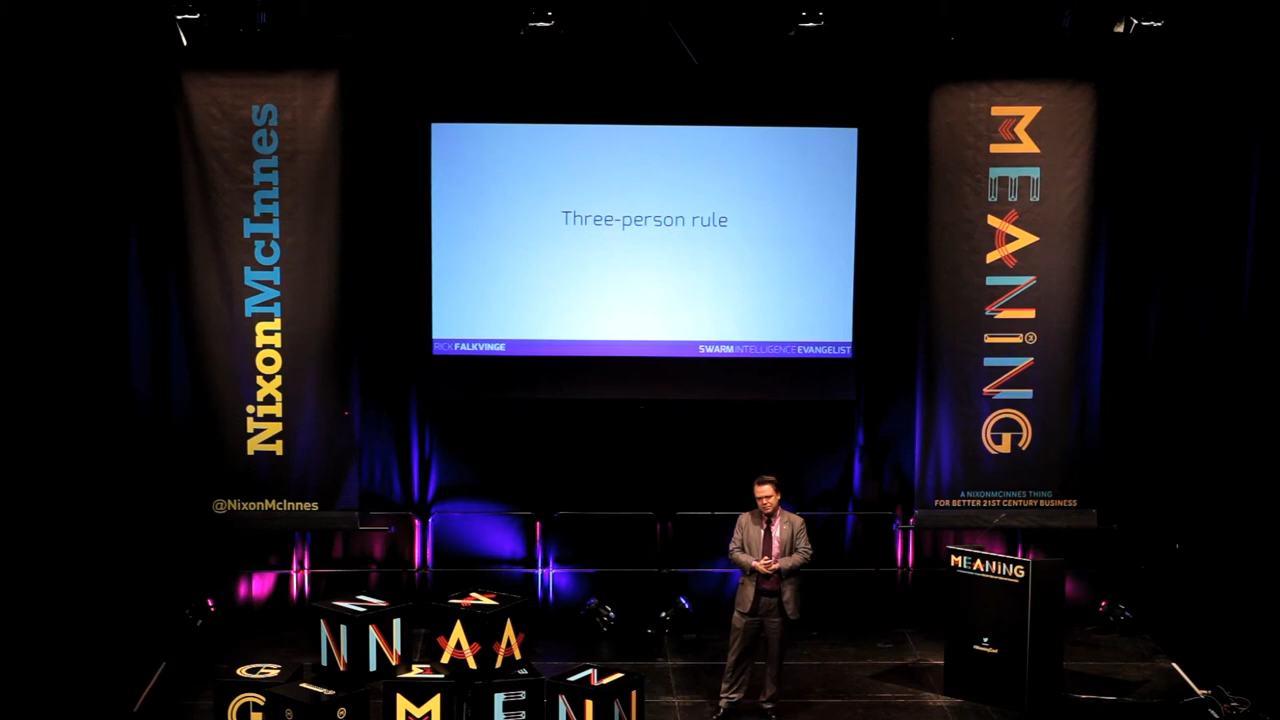 NixonMcInnes
@NixonMcInnes
Three-person rule
RICK FALKVINGE
SWARM INTELLIGENCE EVANGELIST
MEANiNG
A NIXONMCINNES THING
FOR BETTER 21ST CENTURY BUSINESS
MEANiNG
N
N N
A A
G
G
M
E
N
N N